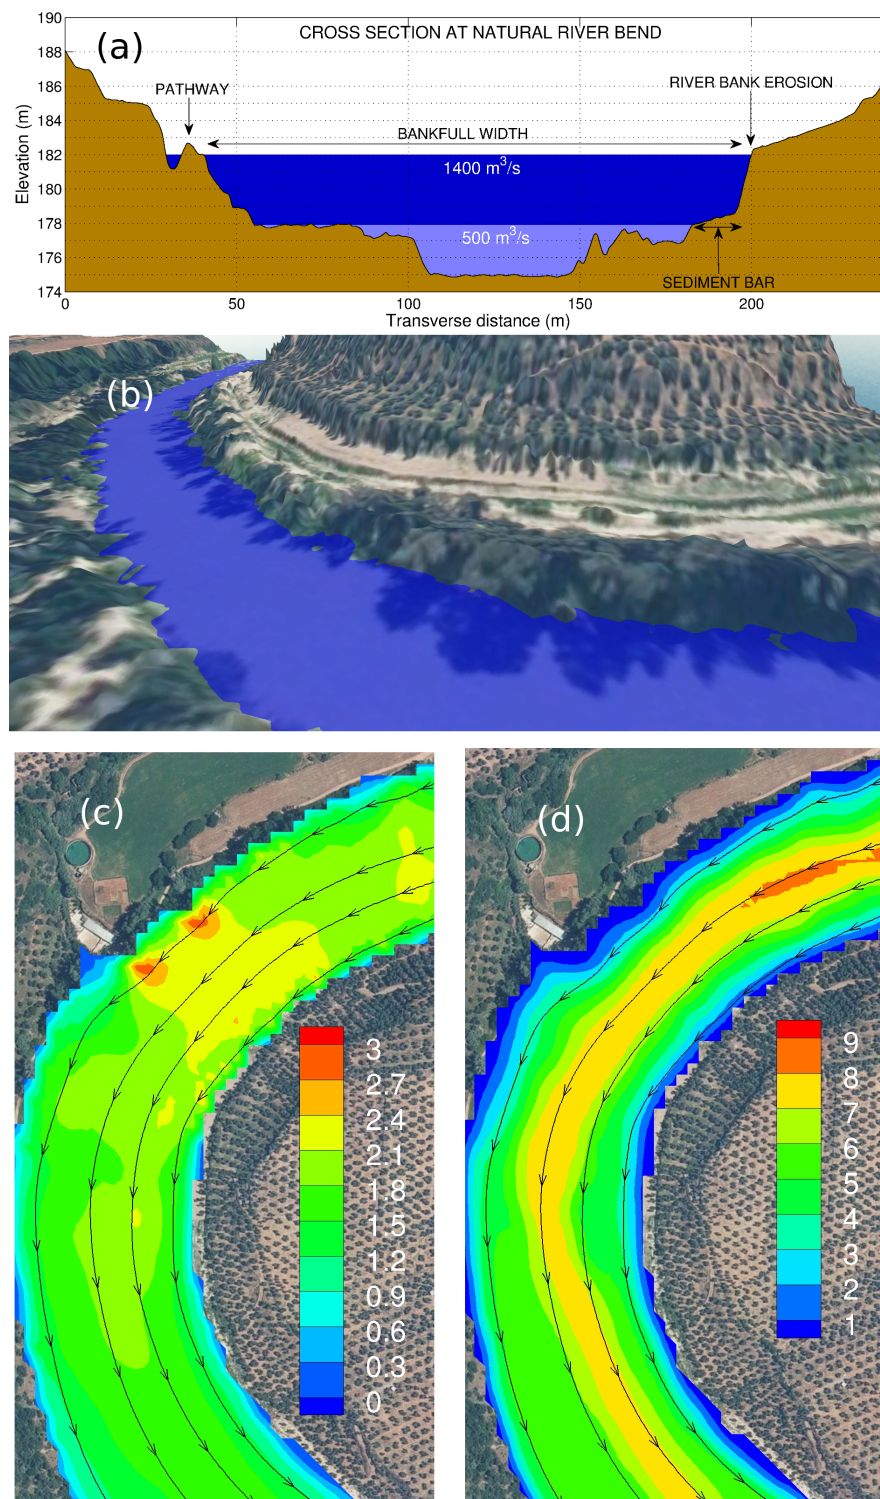 190
188
186
184
182
180
178
176
174
Elevation (m)
(a)
CROSS SECTION AT NATURAL RIVER BEND
PATHWAY
RIVER BANK EROSION
BANKFULL WIDTH
1400 m³/s
500 m³/s
SEDIMENT BAR
0
50
100
150
200
Transverse distance (m)
(b)
(c)
3
2.7
2.4
2.1
1.8
1.5
1.2
0.9
0.6
0.3
0
(d)
9
8
7
6
5
4
3
2
1